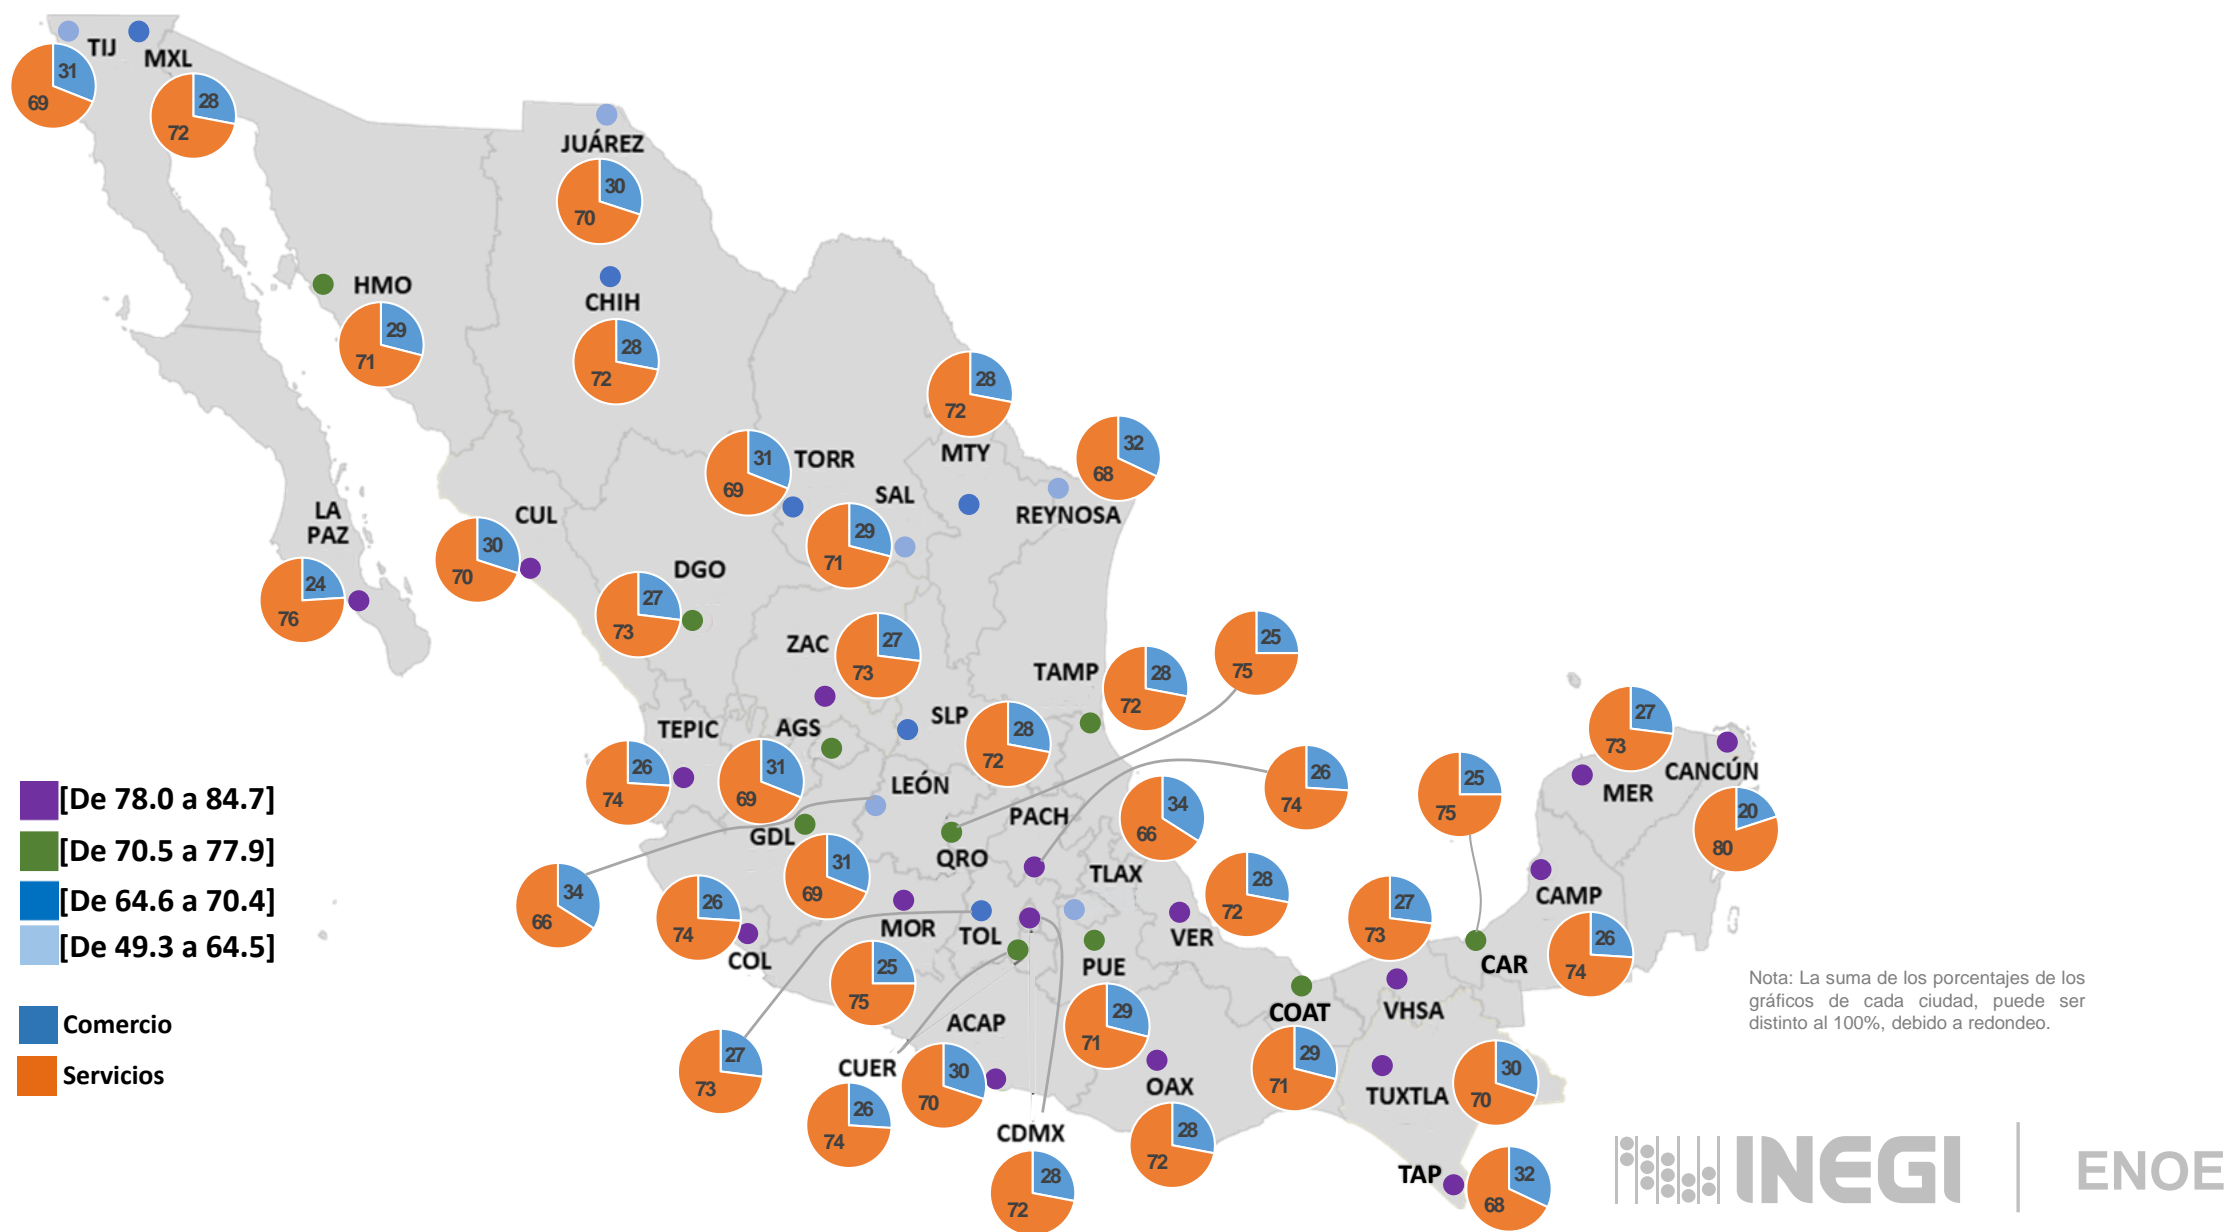 TIJ
MXL
31
69
28
72
JUÁREZ
30
70
HMO
29
71
CHIH
28
72
28
72
MTY
32
68
REYNOSA
TORR
31
69
SAL
29
71
LA
PAZ
24
76
CUL
30
70
DGO
27
73
ZAC
27
73
TAMP
28
72
25
75
TEPIC
26
74
AGS
31
69
SLP
28
72
LEÓN
34
66
GDL
31
69
QRO
PACH
26
74
TLAX
34
66
28
72
VER
MOR
25
75
TOL
27
73
26
74
COL
PUE
29
71
CUER
26
74
ACAP
30
70
CDMX
28
72
OAX
28
72
COAT
29
71
27
73
VHSA
25
75
CAR
27
73
MER
CANCÚN
20
80
CAMP
26
74
TUXTLA
30
70
TAP
32
68
[De 78.0 a 84.7]
[De 70.5 a 77.9]
[De 64.6 a 70.4]
[De 49.3 a 64.5]
Comercio
Servicios
Nota: La suma de los porcentajes de los
gráficos de cada ciudad, puede ser
distinto al 100%, debido a redondeo.
INEGI
ENOE